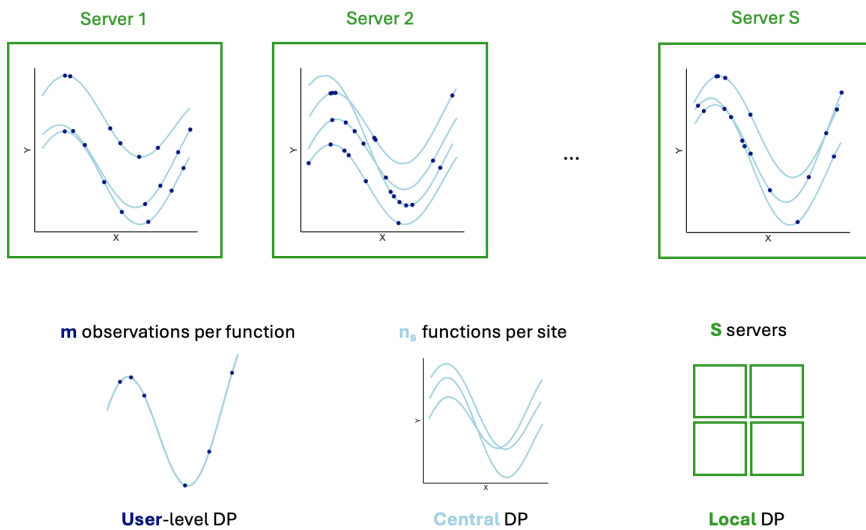 Server 1
Server 2
Server S
Y
X
Y
X
...
Y
X
m observations per function
nₛ functions per site
S servers
Y
X
User-level DP
Central DP
Local DP